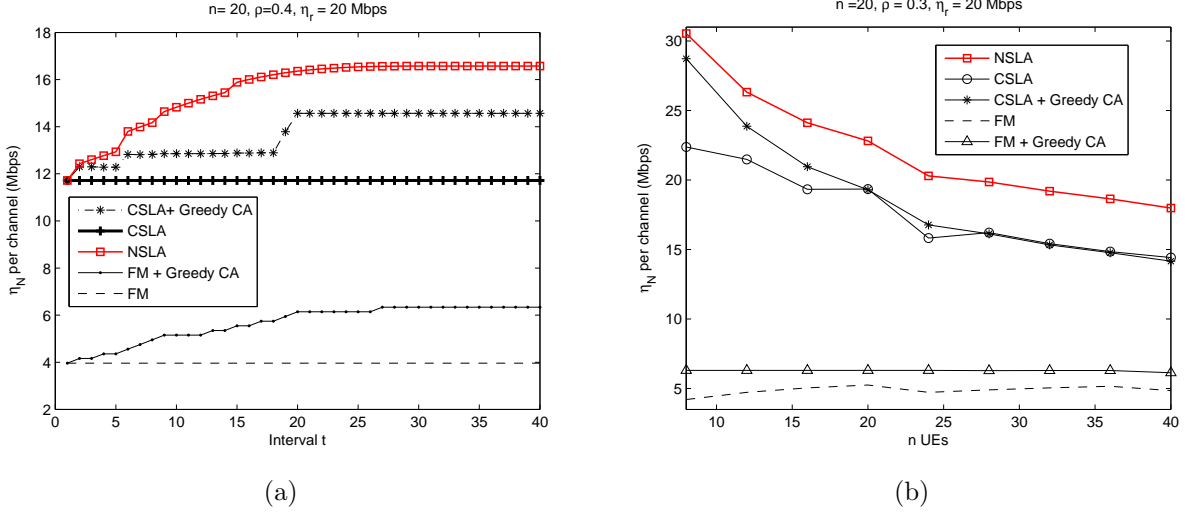 n= 20, ρ=0.4, η_r = 20 Mbps
18
16
14
12
10
8
6
4
2
η_N per channel (Mbps)
CSLA+ Greedy CA
CSLA
NSLA
FM + Greedy CA
FM
0 5 10 15 20 25 30 35 40
Interval t
(a)
n =20, ρ = 0.3, η_r = 20 Mbps
30
25
20
15
10
5
η_N per channel (Mbps)
NSLA
CSLA
CSLA + Greedy CA
FM
FM + Greedy CA
10 15 20 25 30 35 40
n UEs
(b)